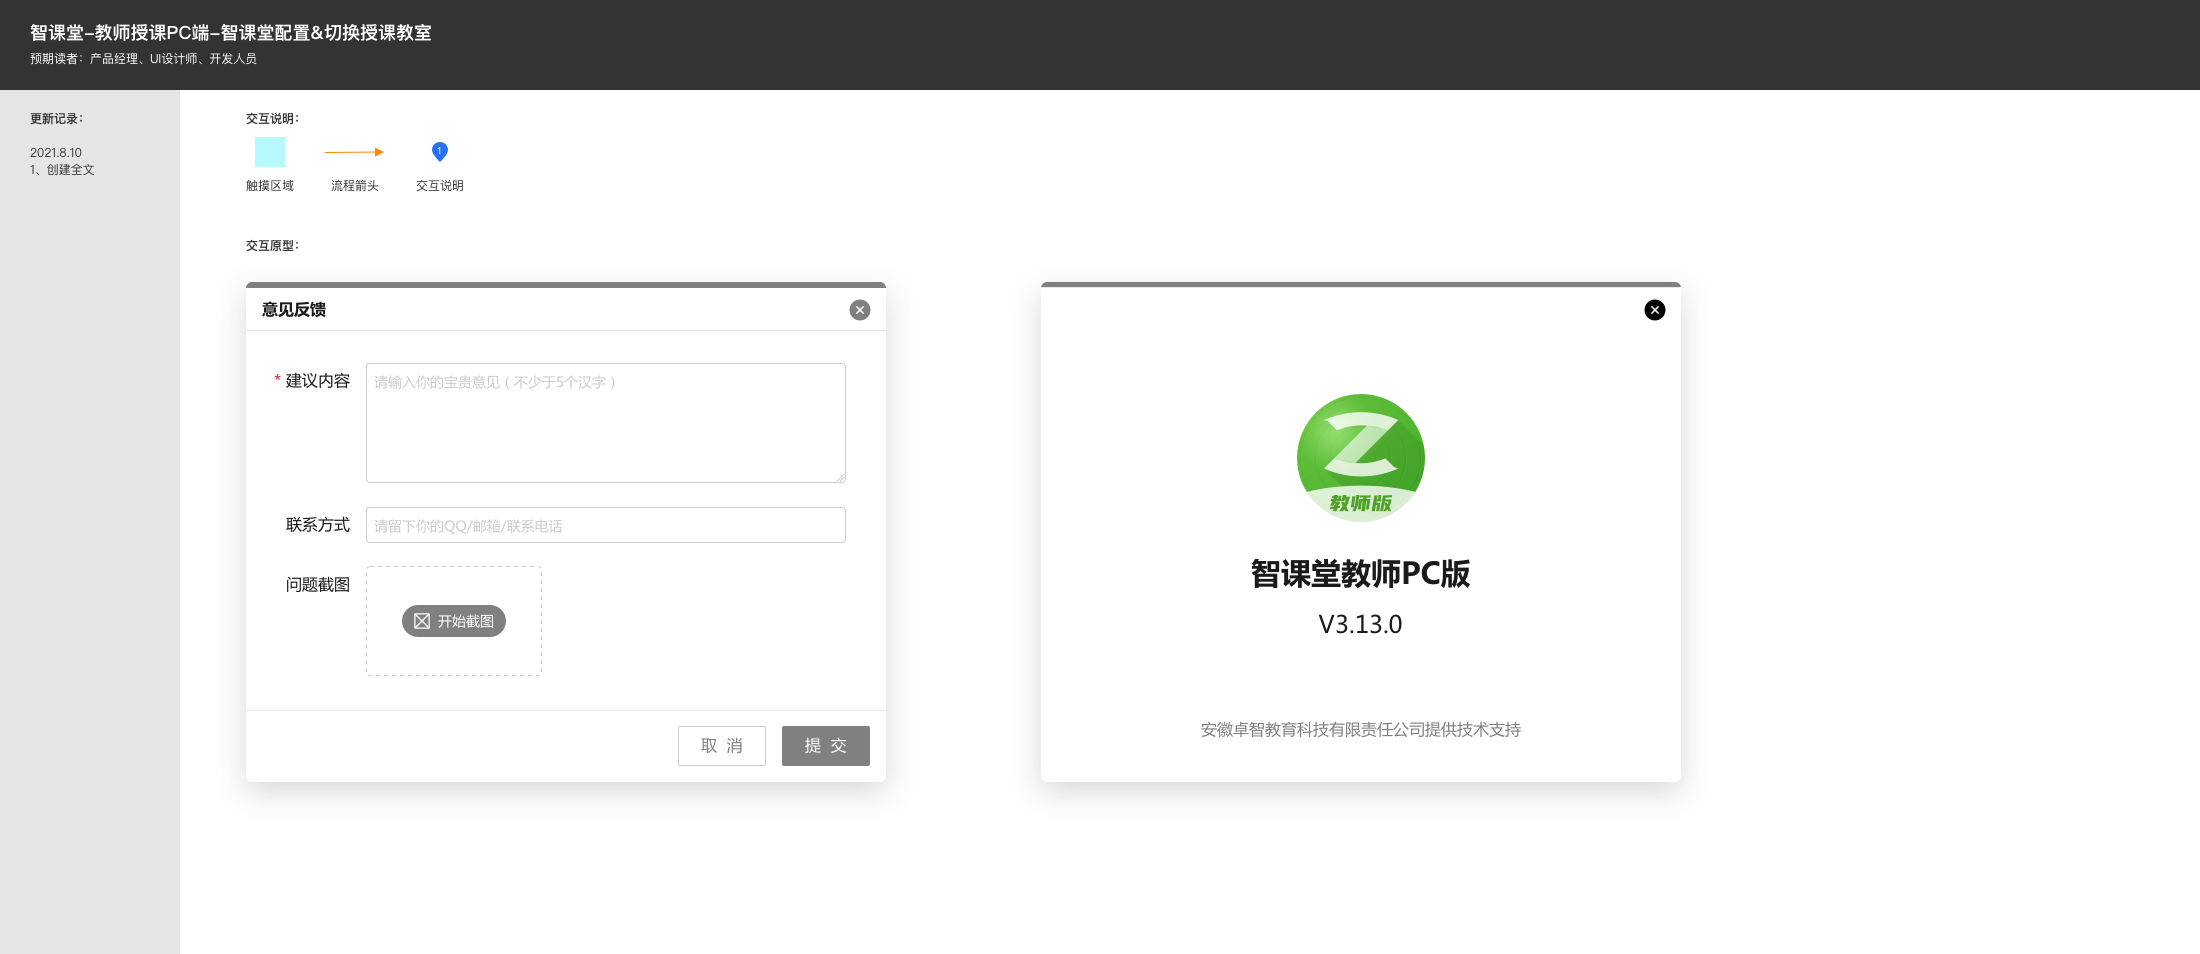 智课堂-教师授课PC端-智课堂配置&切换授课教室
预期读者：产品经理、UI设计师、开发人员
更新记录：
2021.8.10
1、创建全文
交互说明：
1
触摸区域
流程箭头
交互说明
交互原型：
意见反馈
* 建议内容
请输入你的宝贵意见（不少于5个汉字）
联系方式
请留下你的QQ/邮箱/联系电话
问题截图
开始截图
取 消
提 交
教师版
智课堂教师PC版
V3.13.0
安徽卓智教育科技有限责任公司提供技术支持